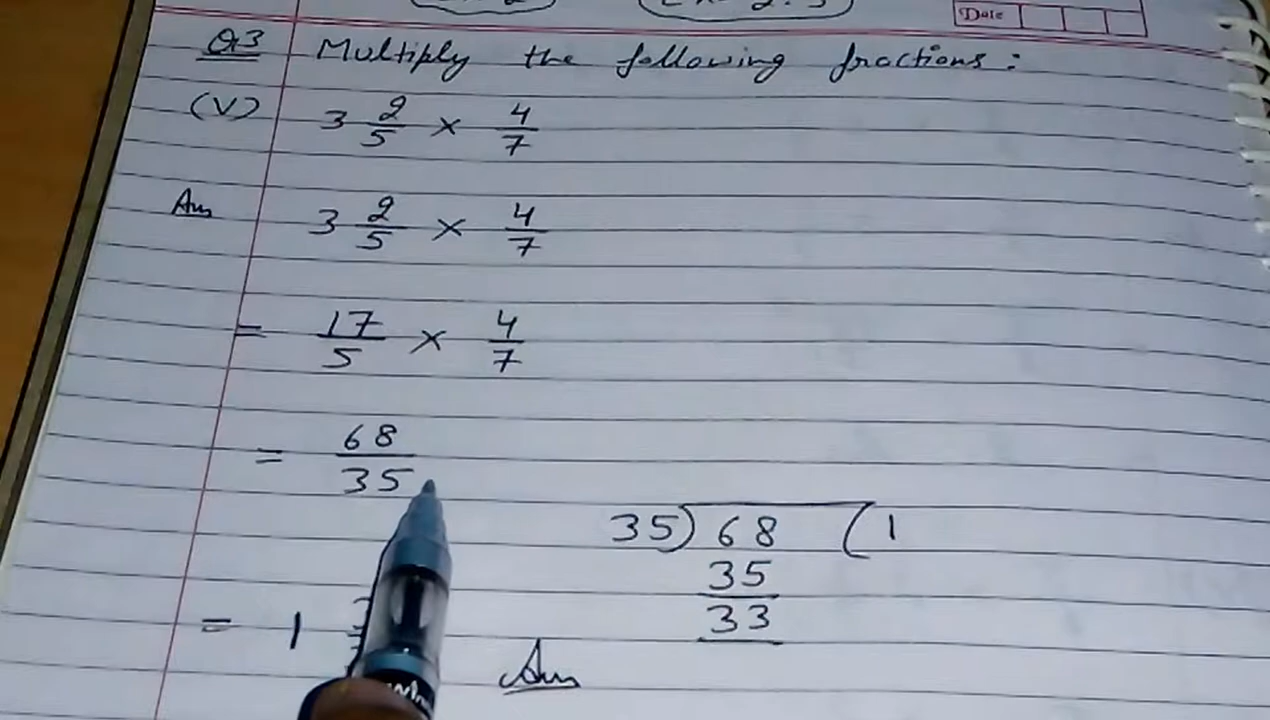 Date
Q3 Multiply the following fractions:
(V) 3 2/5 × 4/7
Ans 3 2/5 × 4/7
= 17/5 × 4/7
= 68/35
35) 68 ( 1
35
33
= 1
Ans